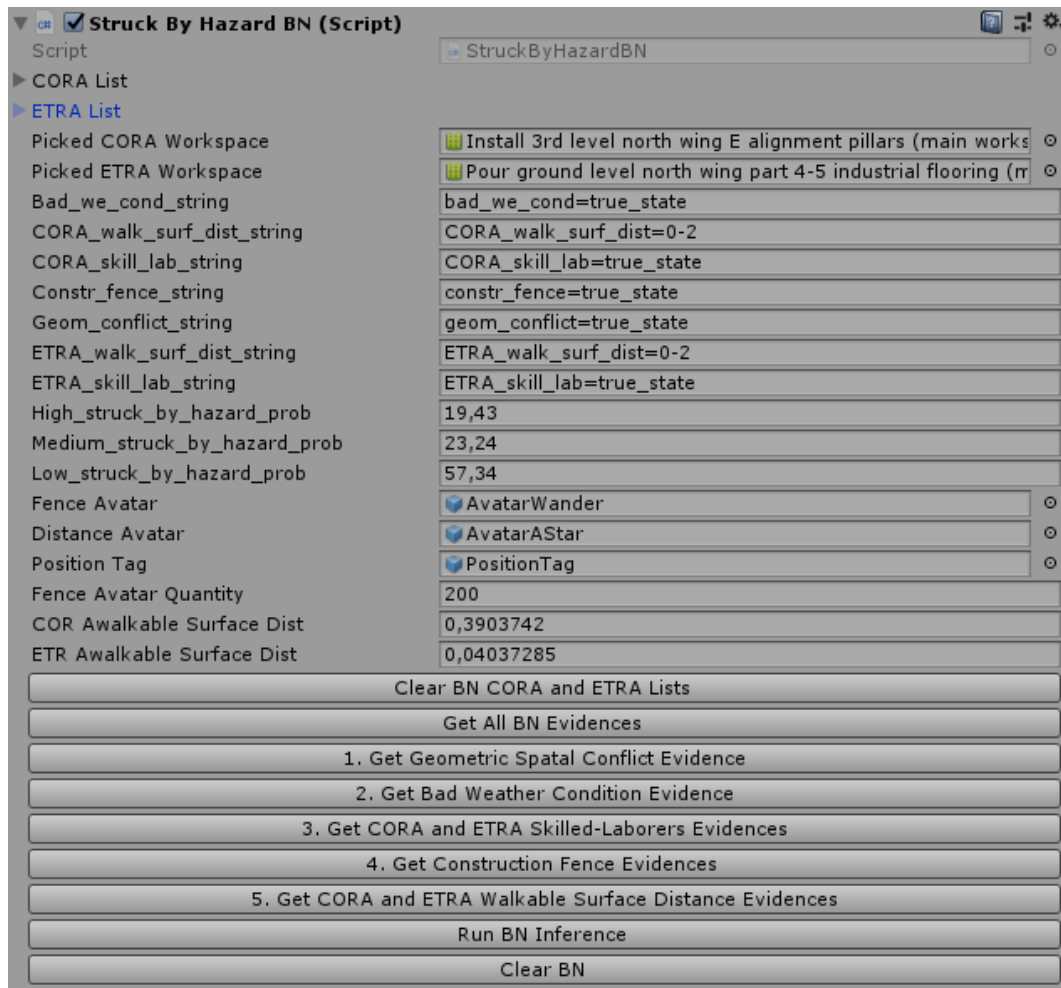 Struck By Hazard BN (Script)
Script StruckByHazardBN
CORA List
ETRA List
Picked CORA Workspace Install 3rd level north wing E alignment pillars (main works
Picked ETRA Workspace Pour ground level north wing part 4-5 industrial flooring (m
Bad_we_cond_string bad_we_cond=true_state
CORA_walk_surf_dist_string CORA_walk_surf_dist=0-2
CORA_skill_lab_string CORA_skill_lab=true_state
Constr_fence_string constr_fence=true_state
Geom_conflict_string geom_conflict=true_state
ETRA_walk_surf_dist_string ETRA_walk_surf_dist=0-2
ETRA_skill_lab_string ETRA_skill_lab=true_state
High_struck_by_hazard_prob 19,43
Medium_struck_by_hazard_prob 23,24
Low_struck_by_hazard_prob 57,34
Fence Avatar AvatarWander
Distance Avatar AvatarAStar
Position Tag PositionTag
Fence Avatar Quantity 200
COR Awalkable Surface Dist 0,3903742
ETR Awalkable Surface Dist 0,04037285
Clear BN CORA and ETRA Lists
Get All BN Evidences
1. Get Geometric Spatal Conflict Evidence
2. Get Bad Weather Condition Evidence
3. Get CORA and ETRA Skilled-Laborers Evidences
4. Get Construction Fence Evidences
5. Get CORA and ETRA Walkable Surface Distance Evidences
Run BN Inference
Clear BN